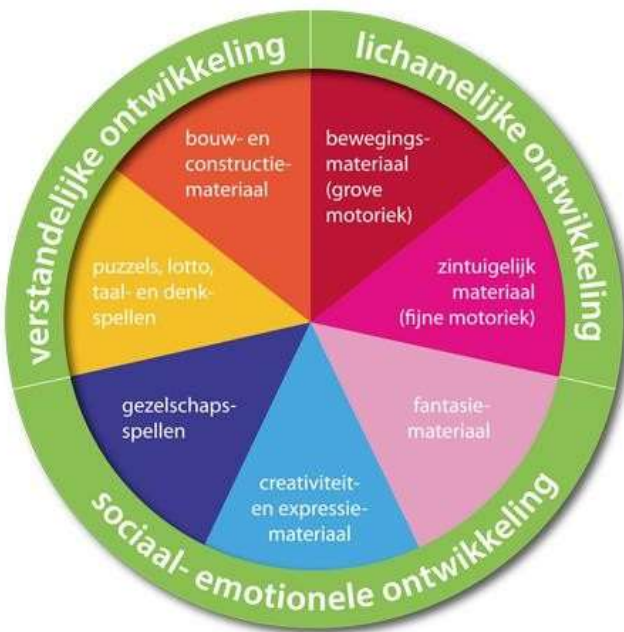 verstandelijke ontwikkeling
lichamelijke ontwikkeling
bouw- en
constructie-
materiaal
bewegings-
materiaal
(grove
motoriek)
puzzels, lotto,
taal- en denk-
spellen
zintuigelijk
materiaal
(fijne motoriek)
gezelschaps-
spellen
fantasie-
materiaal
creativiteit-
en expressie-
materiaal
sociaal- emotionele ontwikkeling